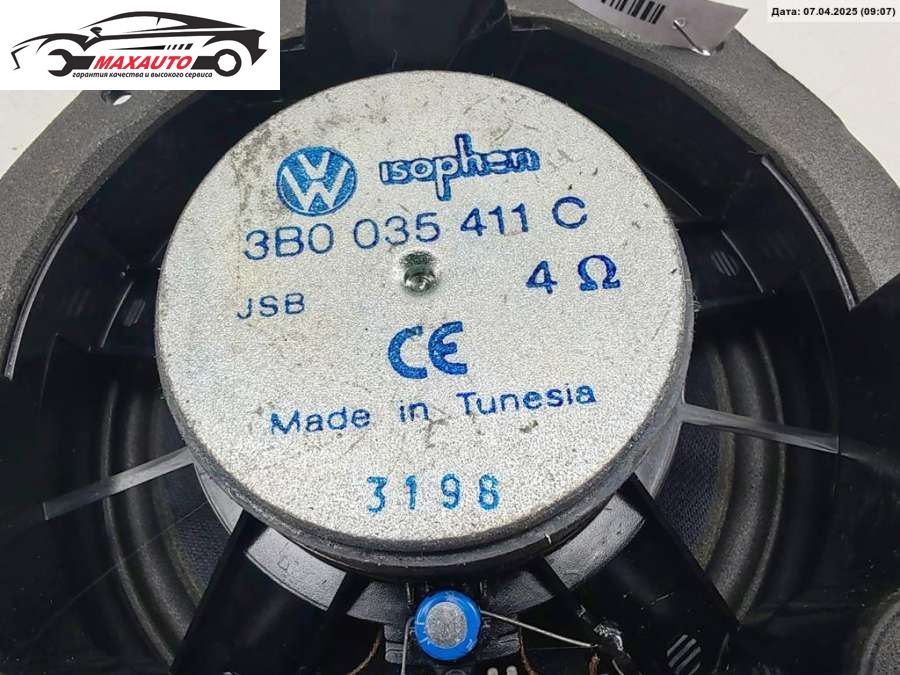 Дата: 07.04.2025 (09:07)
MAXAUTO
гарантия качества и высокого сервиса
VW isophon
3B0 035 411 C
4 Ω
JSB
CE
Made in Tunesia
3198